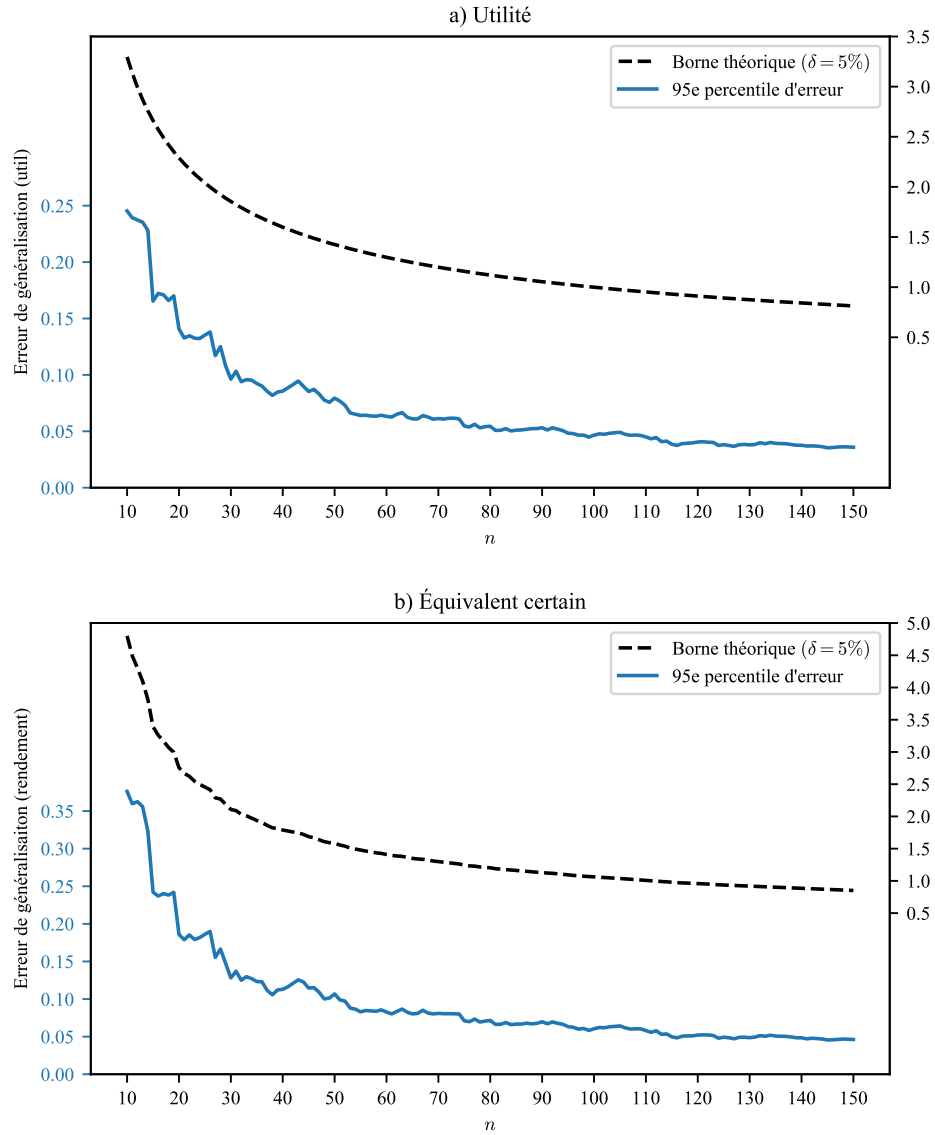 a) Utilité
Borne théorique (δ = 5%)
95e percentile d'erreur
Erreur de généralisation (util)
0.25
0.20
0.15
0.10
0.05
0.00
3.5
3.0
2.5
2.0
1.5
1.0
0.5
10 20 30 40 50 60 70 80 90 100 110 120 130 140 150
n
b) Équivalent certain
Borne théorique (δ = 5%)
95e percentile d'erreur
Erreur de généralisaiton (rendement)
0.35
0.30
0.25
0.20
0.15
0.10
0.05
0.00
5.0
4.5
4.0
3.5
3.0
2.5
2.0
1.5
1.0
0.5
10 20 30 40 50 60 70 80 90 100 110 120 130 140 150
n